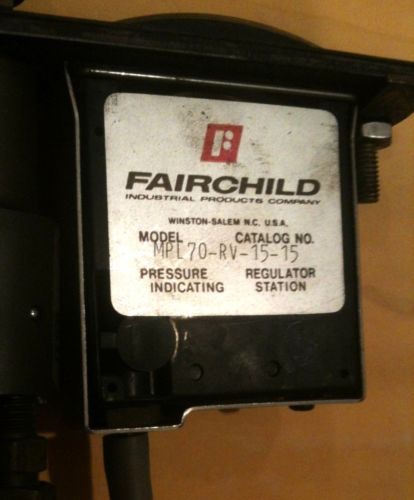 FAIRCHILD
INDUSTRIAL PRODUCTS COMPANY
WINSTON-SALEM N.C. U.S.A.
MODEL CATALOG NO.
MPL70-RV-15-15
PRESSURE REGULATOR
INDICATING STATION